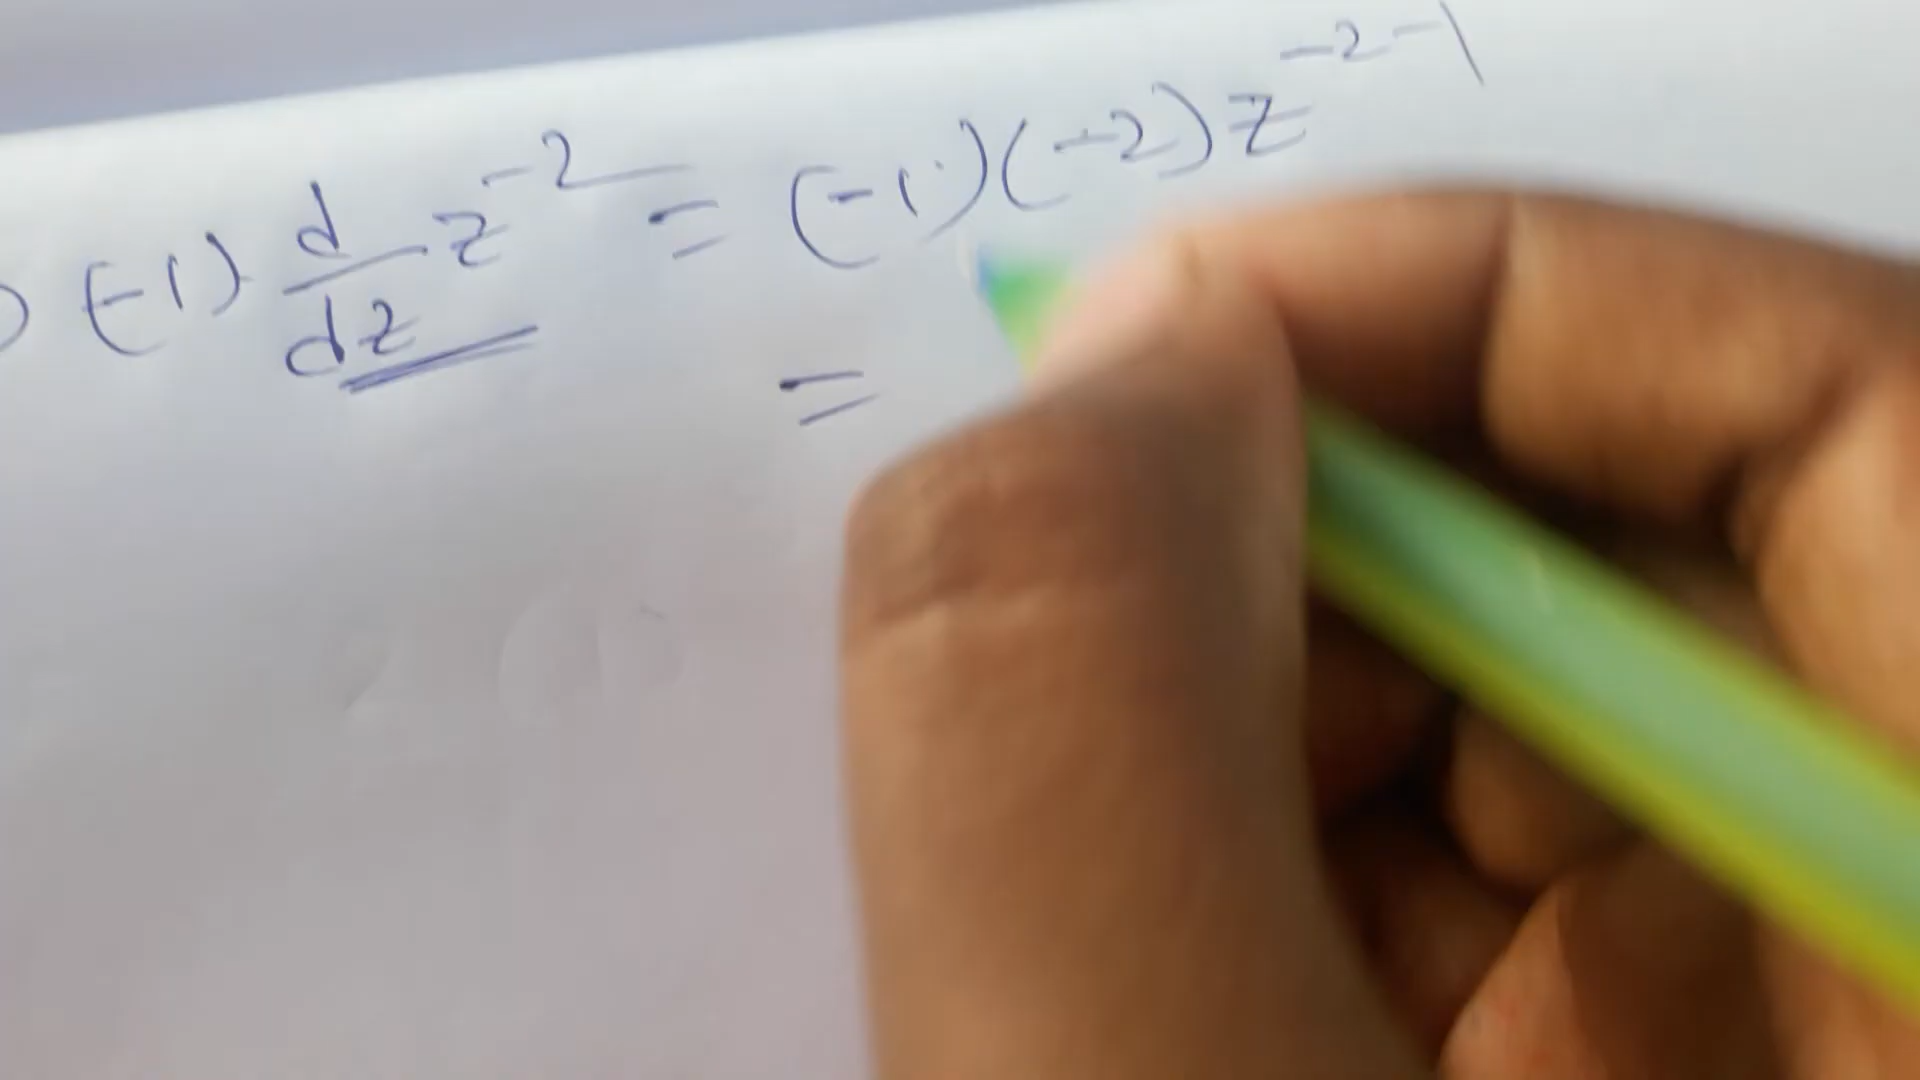 ) (-1) d/dz z^-2 = (-1)(-2) z^-2-1
=